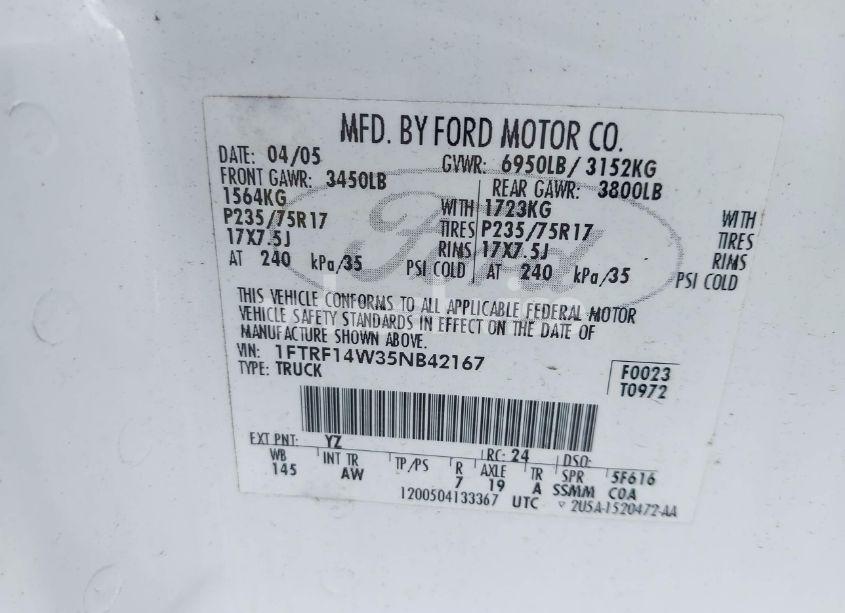 MFD. BY FORD MOTOR CO.
DATE: 04/05 GVWR: 6950LB/ 3152KG
FRONT GAWR: 3450LB REAR GAWR: 3800LB
1564KG WITH 1723KG WITH
P235/75R17 TIRES P235/75R17 TIRES
17X7.5J RIMS 17X7.5J RIMS
AT 240 kPa/35 PSI COLD AT 240 kPa/35 PSI COLD
Ford
THIS VEHICLE CONFORMS TO ALL APPLICABLE FEDERAL MOTOR
VEHICLE SAFETY STANDARDS IN EFFECT ON THE DATE OF
MANUFACTURE SHOWN ABOVE.
VIN: 1FTRF14W35NB42167
TYPE: TRUCK
F0023
T0972
EXT PNT: YZ RC: 24 DSO:
WB INT TR TP/PS R AXLE TR SPR 5F616
145 AW 7 19 A SSMM COA
1200504133367 UTC 2U5A-1520472-AA